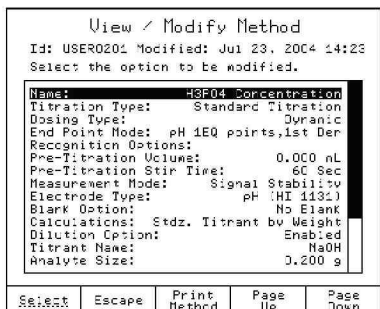 View / Modify Method
Id: USER0201 Modified: Jul 23, 2004 14:23
Select the option to be modified.
Name: H3PO4 Concentration
Titration Type: Standard Titration
Dosing Type: Dynamic
End Point Mode: pH 1EQ points,1st Der
Recognition Options:
Pre-Titration Volume: 0.000 mL
Pre-Titration Stir Time: 60 Sec
Measurement Mode: Signal Stability
Electrode Type: pH (HI 1131)
Blank Option: No Blank
Calculations: Stdz. Titrant by Weight
Dilution Option: Enabled
Titrant Name: NaOH
Analyte Size: 0.200 g
Select Escape Print Method Page Up Page Down